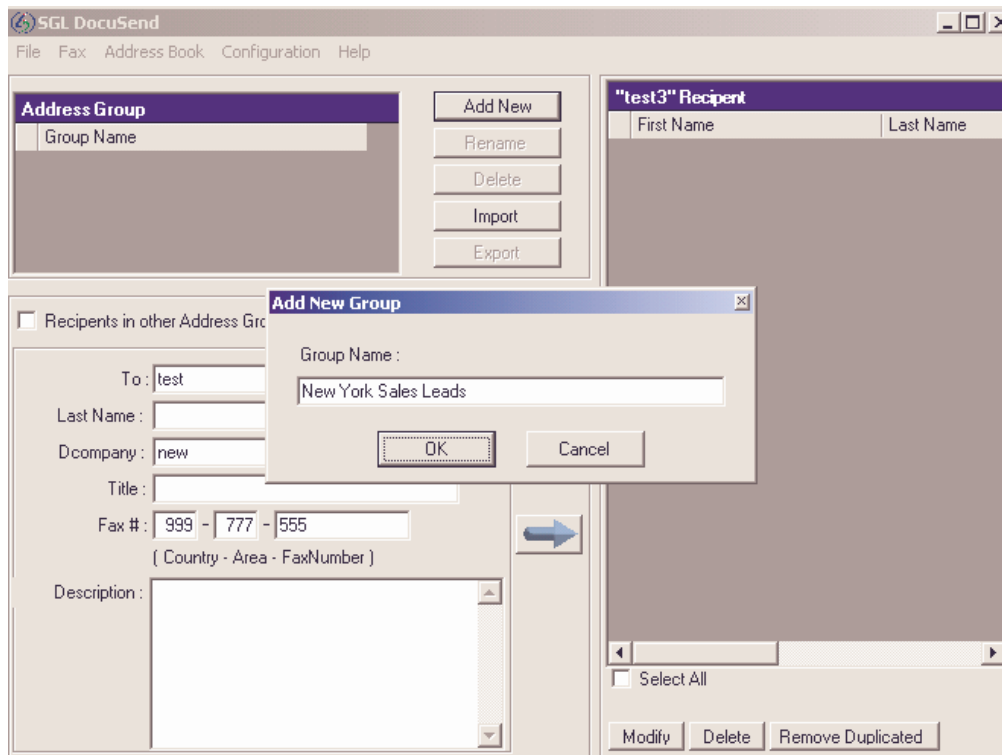 SGL DocuSend
File Fax Address Book Configuration Help
Address Group
Group Name
Add New
Rename
Delete
Import
Export
"test3" Recipent
First Name Last Name
Recipents in other Address Gro
Add New Group
Group Name :
New York Sales Leads
OK Cancel
To : test
Last Name :
Dcompany : new
Title :
Fax # : 999 - 777 - 555
( Country - Area - FaxNumber )
Description :
Select All
Modify Delete Remove Duplicated